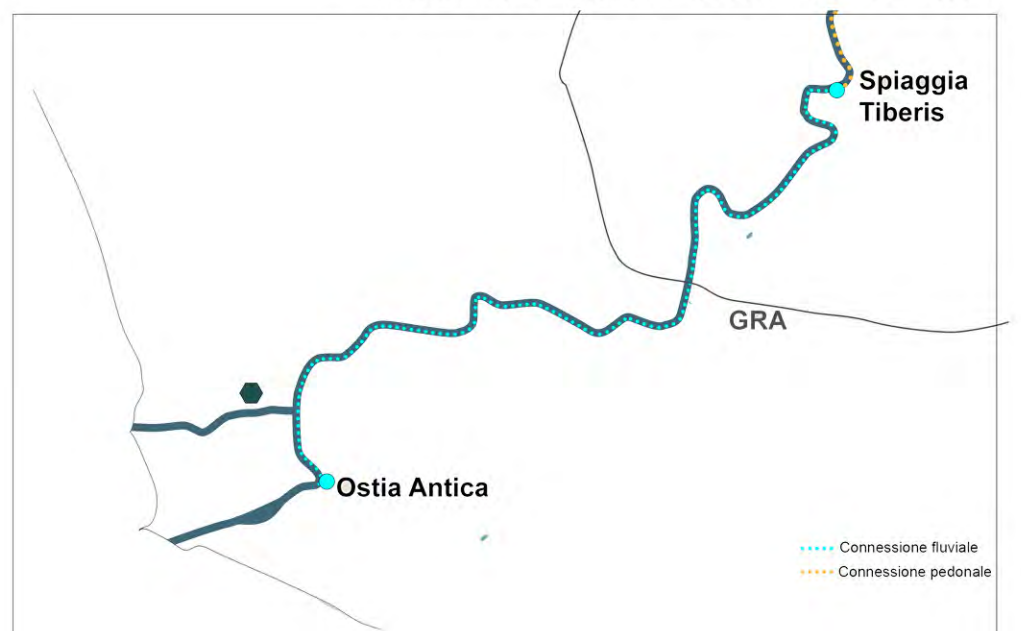 Spiaggia
Tiberis
GRA
Ostia Antica
Connessione fluviale
Connessione pedonale